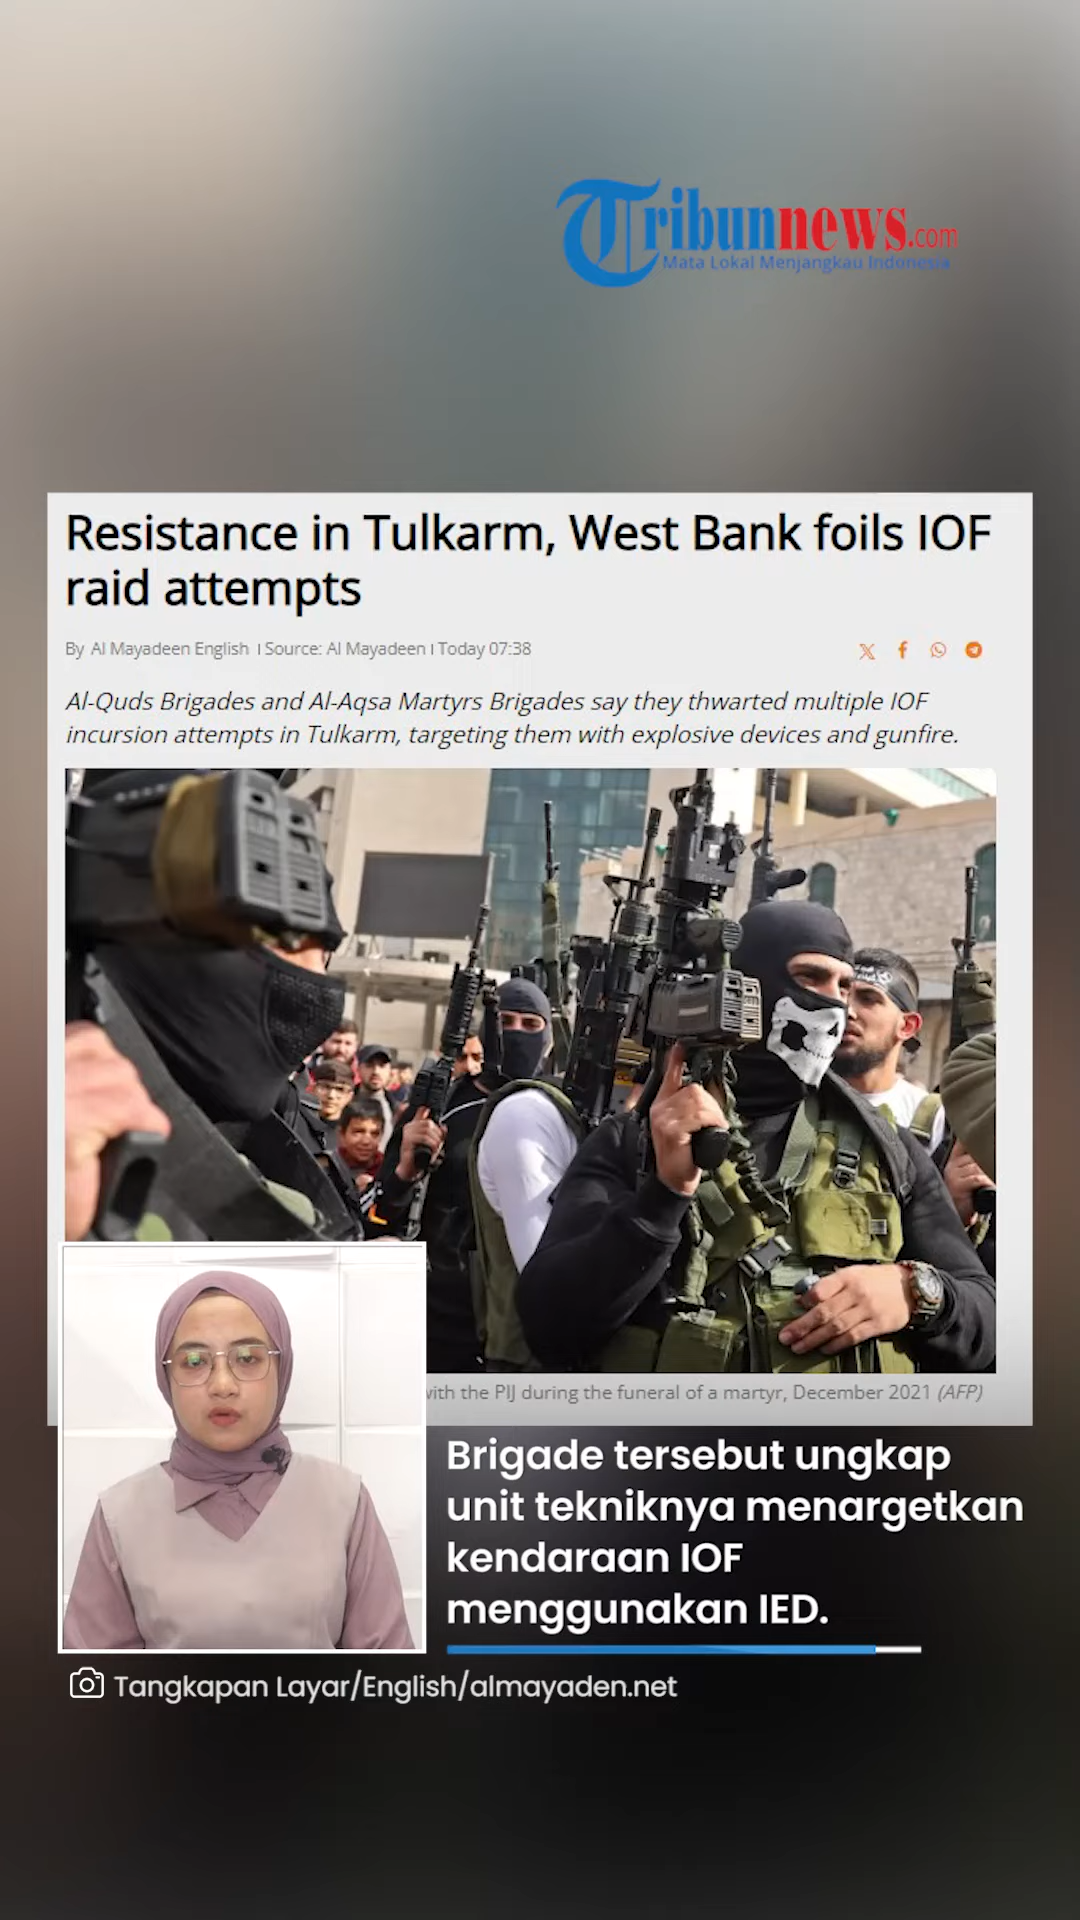 Tribunnews.com
Mata Lokal Menjangkau Indonesia
Resistance in Tulkarm, West Bank foils IOF
raid attempts
By Al Mayadeen English | Source: Al Mayadeen | Today 07:38
Al-Quds Brigades and Al-Aqsa Martyrs Brigades say they thwarted multiple IOF
incursion attempts in Tulkarm, targeting them with explosive devices and gunfire.
with the PIJ during the funeral of a martyr, December 2021 (AFP)
Brigade tersebut ungkap
unit tekniknya menargetkan
kendaraan IOF
menggunakan IED.
Tangkapan Layar/English/almayaden.net